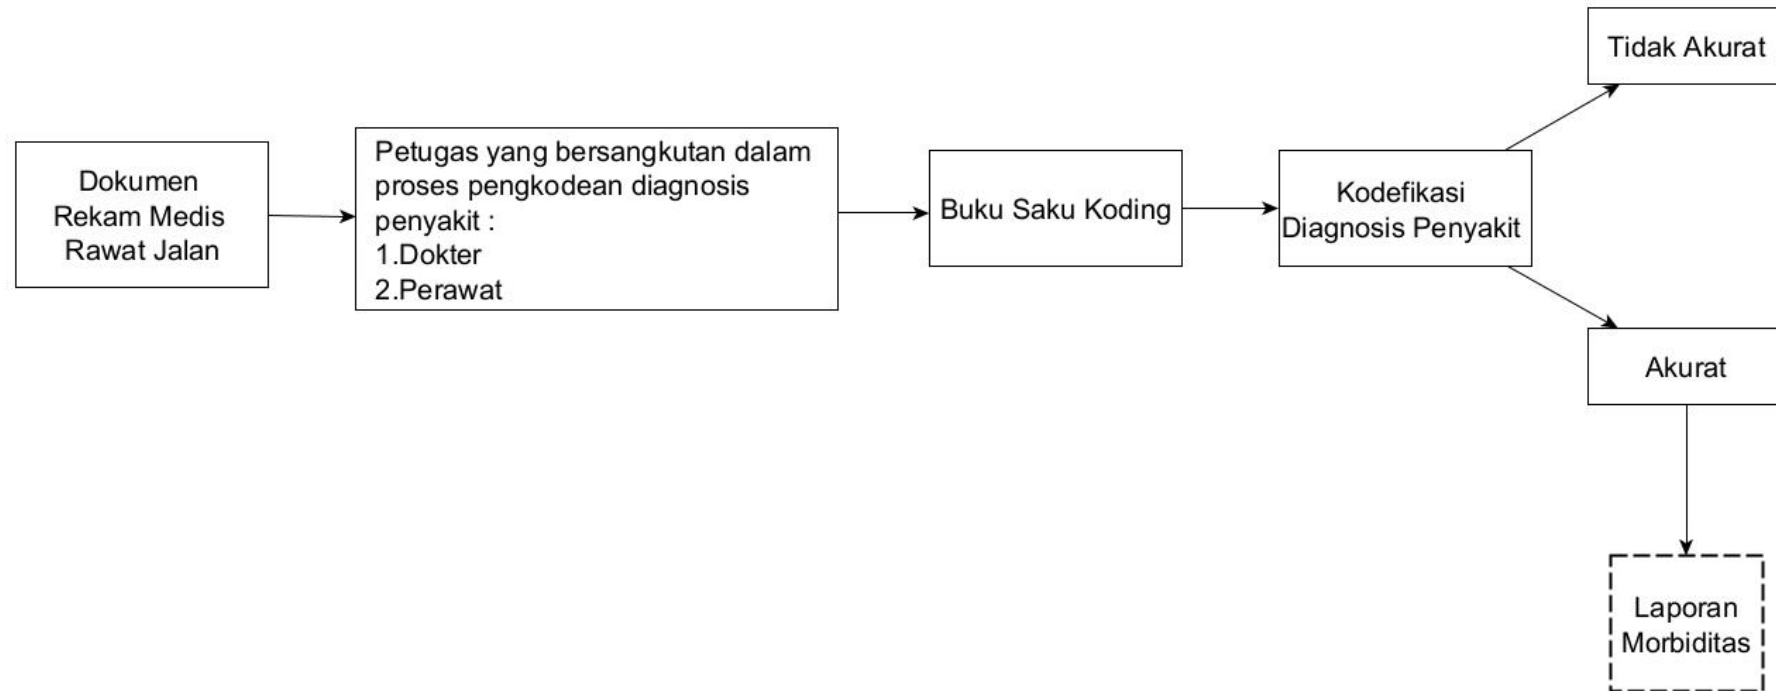 Dokumen
Rekam Medis
Rawat Jalan
Petugas yang bersangkutan dalam
proses pengkodean diagnosis
penyakit :
1.Dokter
2.Perawat
Buku Saku Koding
Kodefikasi
Diagnosis Penyakit
Tidak Akurat
Akurat
Laporan
Morbiditas